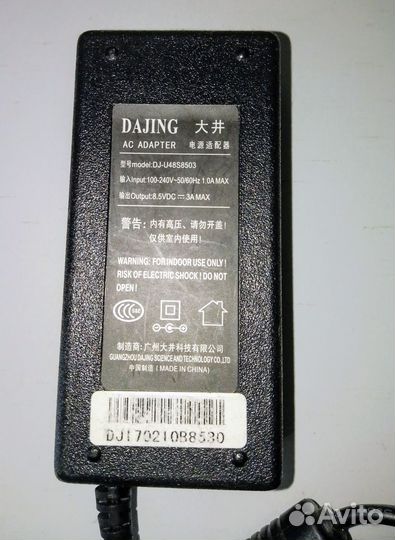 DAJING 大井
AC ADAPTER 电源适配器
型号model:DJ-U48S8503
输入Input:100-240V~50/60Hz 1.0A MAX
输出Output:8.5VDC ⎓ 3A MAX
警告：内有高压、请勿开盖！
仅供室内使用！
WARNING: FOR INDOOR USE ONLY !
RISK OF ELECTRIC SHOCK ! DO NOT
OPEN !
制造商：广州大井科技有限公司
GUANGZHOU DAJING SCIENCE AND TECHNOLOGY CO.,LTD
中国制造 ( MADE IN CHINA)
DJ170210B8530
Avito